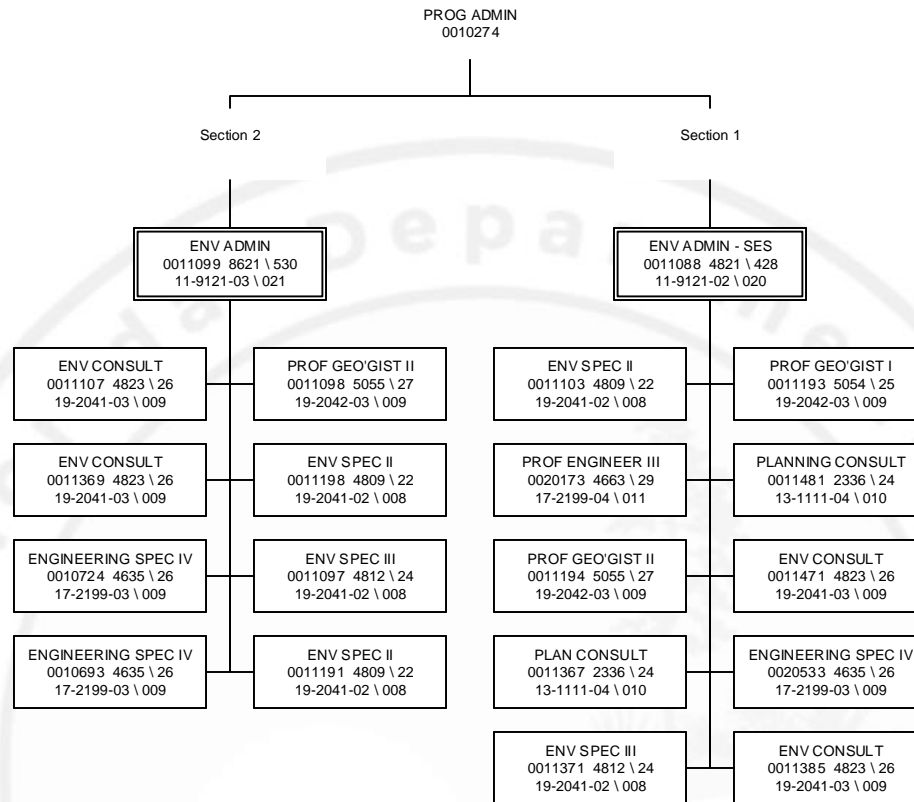 PROG ADMIN
0010274
Section 2
Section 1
ENV ADMIN
0011099 8621 \ 530
11-9121-03 \ 021
ENV ADMIN - SES
0011088 4821 \ 428
11-9121-02 \ 020
ENV CONSULT
0011107 4823 \ 26
19-2041-03 \ 009
PROF GEO'GIST II
0011098 5055 \ 27
19-2042-03 \ 009
ENV SPEC II
0011103 4809 \ 22
19-2041-02 \ 008
PROF GEO'GIST I
0011193 5054 \ 25
19-2042-03 \ 009
ENV CONSULT
0011369 4823 \ 26
19-2041-03 \ 009
ENV SPEC II
0011198 4809 \ 22
19-2041-02 \ 008
PROF ENGINEER III
0020173 4663 \ 29
17-2199-04 \ 011
PLANNING CONSULT
0011481 2336 \ 24
13-1111-04 \ 010
ENGINEERING SPEC IV
0010724 4635 \ 26
17-2199-03 \ 009
ENV SPEC III
0011097 4812 \ 24
19-2041-02 \ 008
PROF GEO'GIST II
0011194 5055 \ 27
19-2042-03 \ 009
ENV CONSULT
0011471 4823 \ 26
19-2041-03 \ 009
ENGINEERING SPEC IV
0010693 4635 \ 26
17-2199-03 \ 009
ENV SPEC II
0011191 4809 \ 22
19-2041-02 \ 008
PLAN CONSULT
0011367 2336 \ 24
13-1111-04 \ 010
ENGINEERING SPEC IV
0020533 4635 \ 26
17-2199-03 \ 009
ENV SPEC III
0011371 4812 \ 24
19-2041-02 \ 008
ENV CONSULT
0011385 4823 \ 26
19-2041-03 \ 009